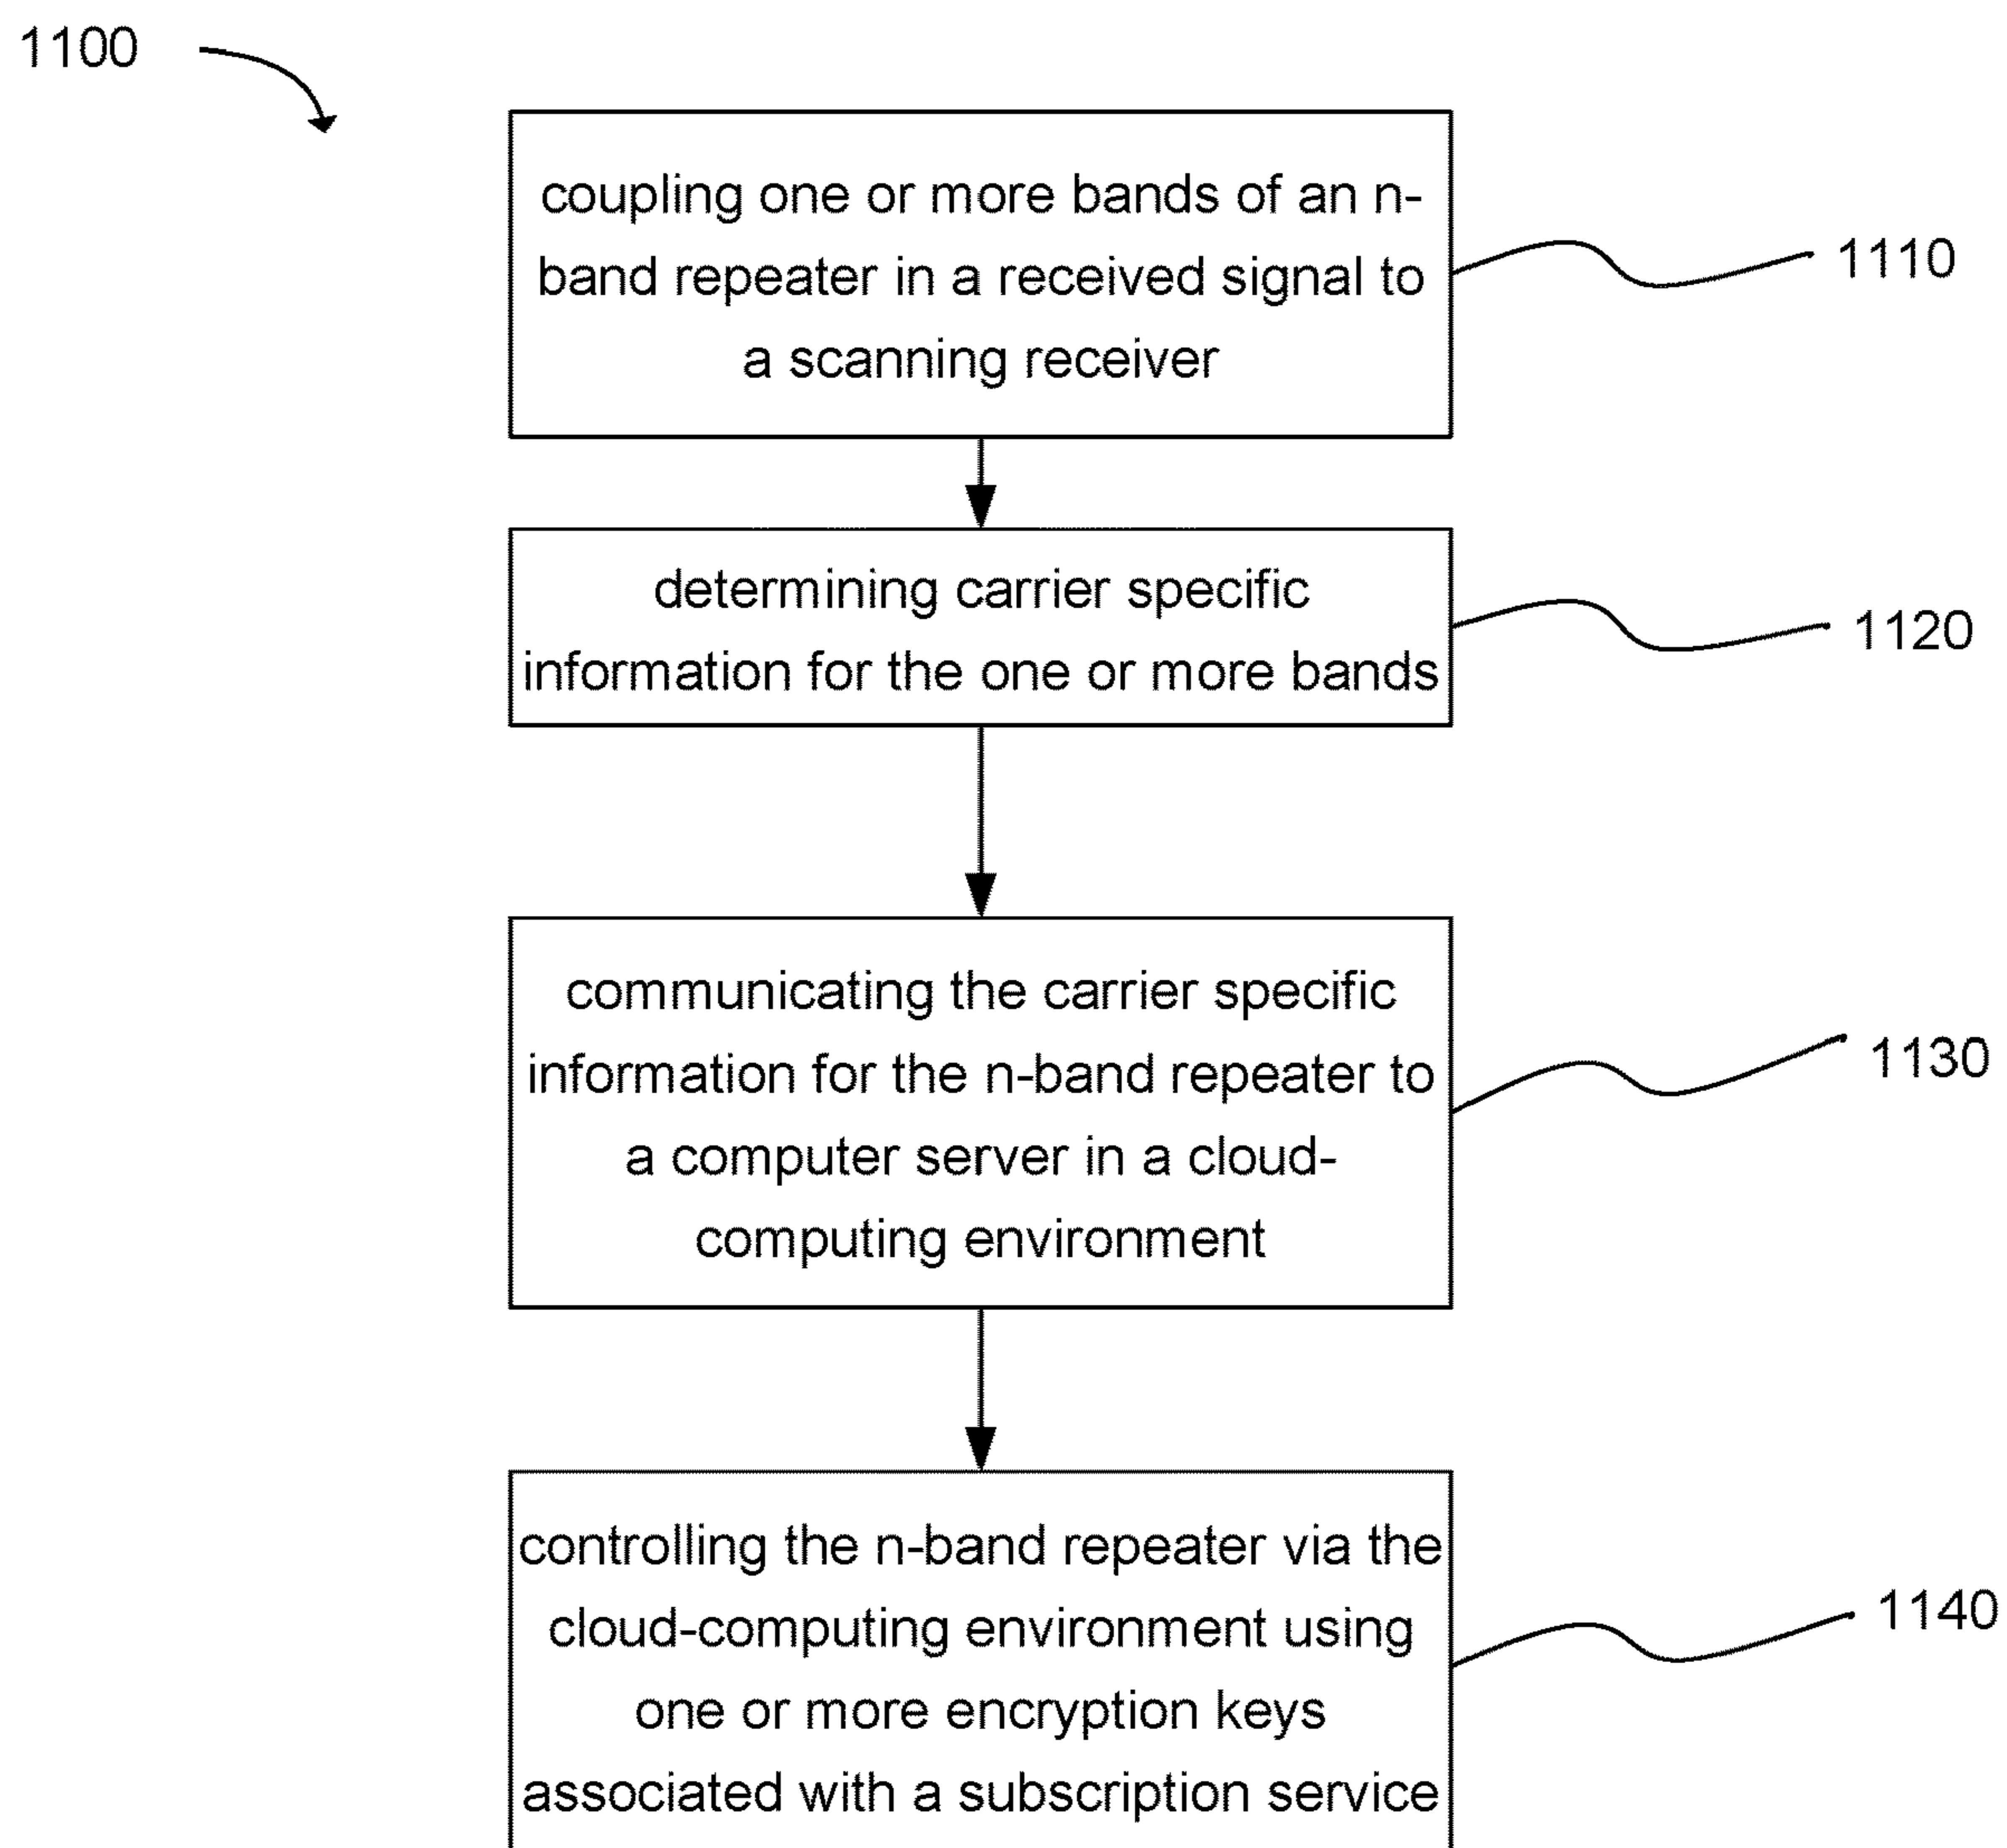 1100
coupling one or more bands of an n-
band repeater in a received signal to
a scanning receiver
1110
determining carrier specific
information for the one or more bands
1120
communicating the carrier specific
information for the n-band repeater to
a computer server in a cloud-
computing environment
1130
controlling the n-band repeater via the
cloud-computing environment using
one or more encryption keys
associated with a subscription service
1140